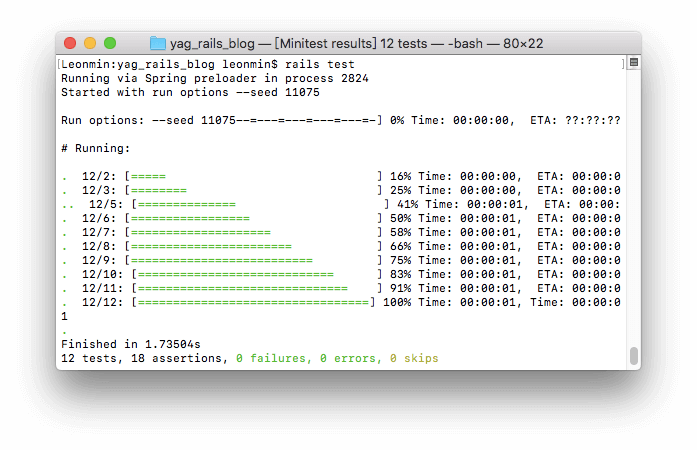 yag_rails_blog — [Minitest results] 12 tests — -bash — 80×22
[Leonmin:yag_rails_blog leonmin$ rails test ]
Running via Spring preloader in process 2824
Started with run options --seed 11075

Run options: --seed 11075--=---=---=---=---=-] 0% Time: 00:00:00,  ETA: ??:??:??

# Running:

.  12/2: [=====                              ] 16% Time: 00:00:00,  ETA: 00:00:0
.  12/3: [========                           ] 25% Time: 00:00:00,  ETA: 00:00:0
..  12/5: [==============                     ] 41% Time: 00:00:01,  ETA: 00:00:
.  12/6: [=================                  ] 50% Time: 00:00:01,  ETA: 00:00:0
.  12/7: [====================               ] 58% Time: 00:00:01,  ETA: 00:00:0
.  12/8: [=======================            ] 66% Time: 00:00:01,  ETA: 00:00:0
.  12/9: [==========================         ] 75% Time: 00:00:01,  ETA: 00:00:0
.  12/10: [============================      ] 83% Time: 00:00:01,  ETA: 00:00:0
.  12/11: [==============================    ] 91% Time: 00:00:01,  ETA: 00:00:0
.  12/12: [=================================] 100% Time: 00:00:01, Time: 00:00:0
1
.
Finished in 1.73504s
12 tests, 18 assertions, 0 failures, 0 errors, 0 skips